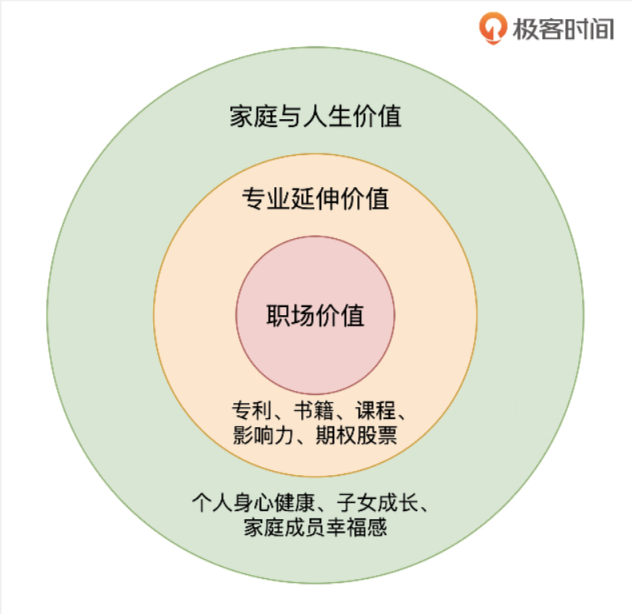 极客时间
家庭与人生价值
专业延伸价值
职场价值
专利、书籍、课程、
影响力、期权股票
个人身心健康、子女成长、
家庭成员幸福感